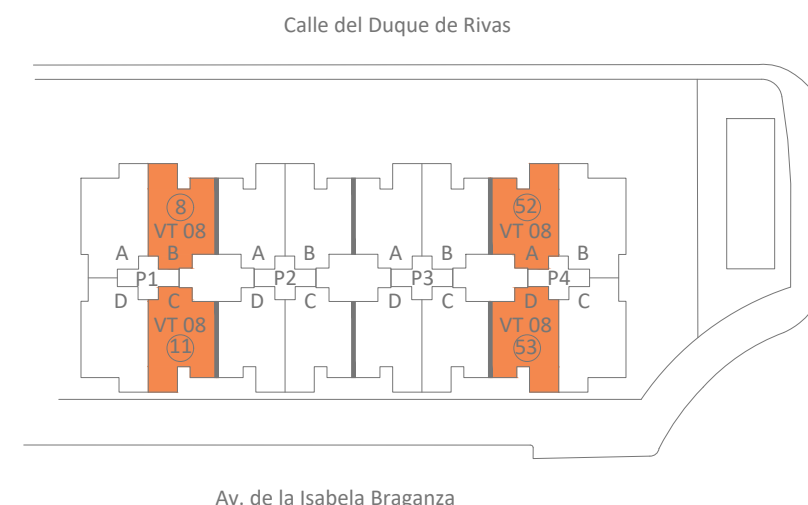 Calle del Duque de Rivas
8 52
VT 08 VT 08
A B A B A B A B
P1 P2 P3 P4
D C D C D C D C
VT 08 VT 08
11 53
Av. de la Isabela Braganza